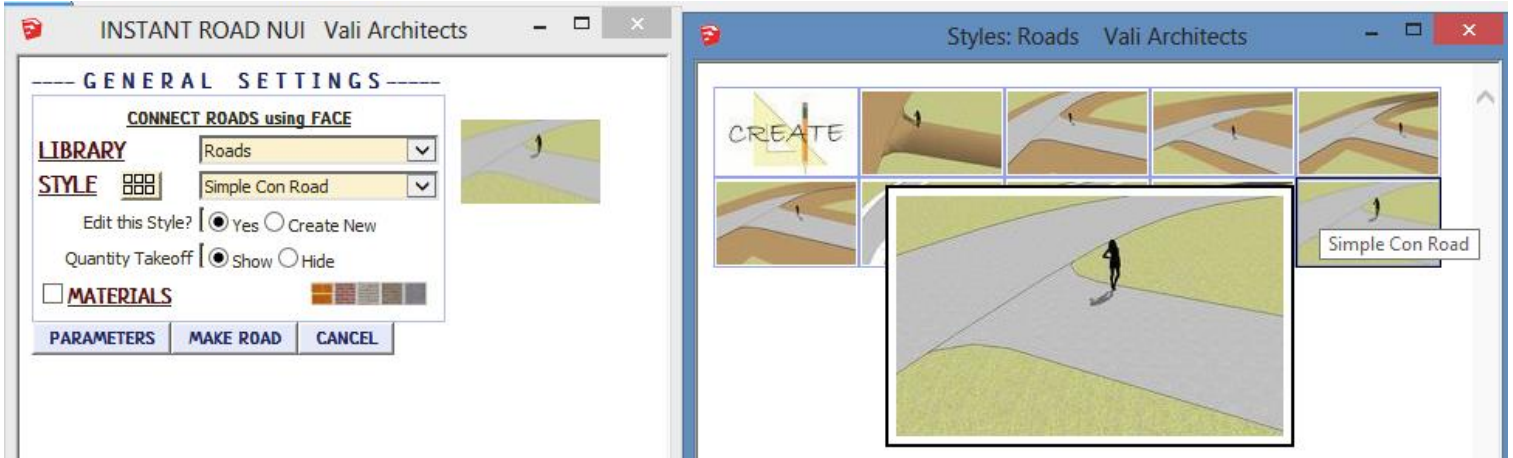 INSTANT ROAD NUI Vali Architects
---- GENERAL SETTINGS-----
CONNECT ROADS using FACE
LIBRARY Roads
STYLE Simple Con Road
Edit this Style? [ Yes Create New
Quantity Takeoff [ Show Hide
MATERIALS
PARAMETERS MAKE ROAD CANCEL
Styles: Roads Vali Architects
CREATE
Simple Con Road